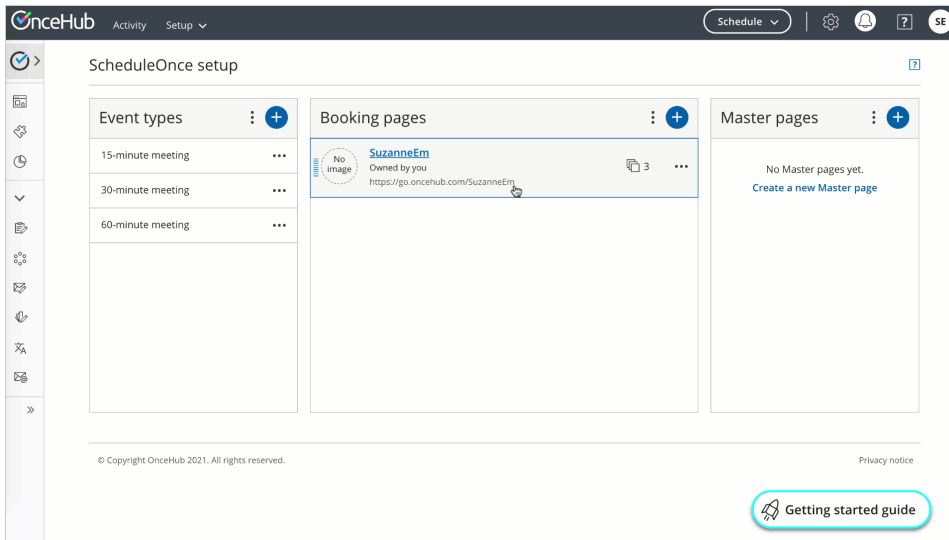 OnceHub Activity Setup Schedule ? SE
ScheduleOnce setup ?
Event types
15-minute meeting
30-minute meeting
60-minute meeting
Booking pages
No image
SuzanneEm
Owned by you
https://go.oncehub.com/SuzanneEm
3
Master pages
No Master pages yet.
Create a new Master page
© Copyright OnceHub 2021. All rights reserved. Privacy notice
Getting started guide